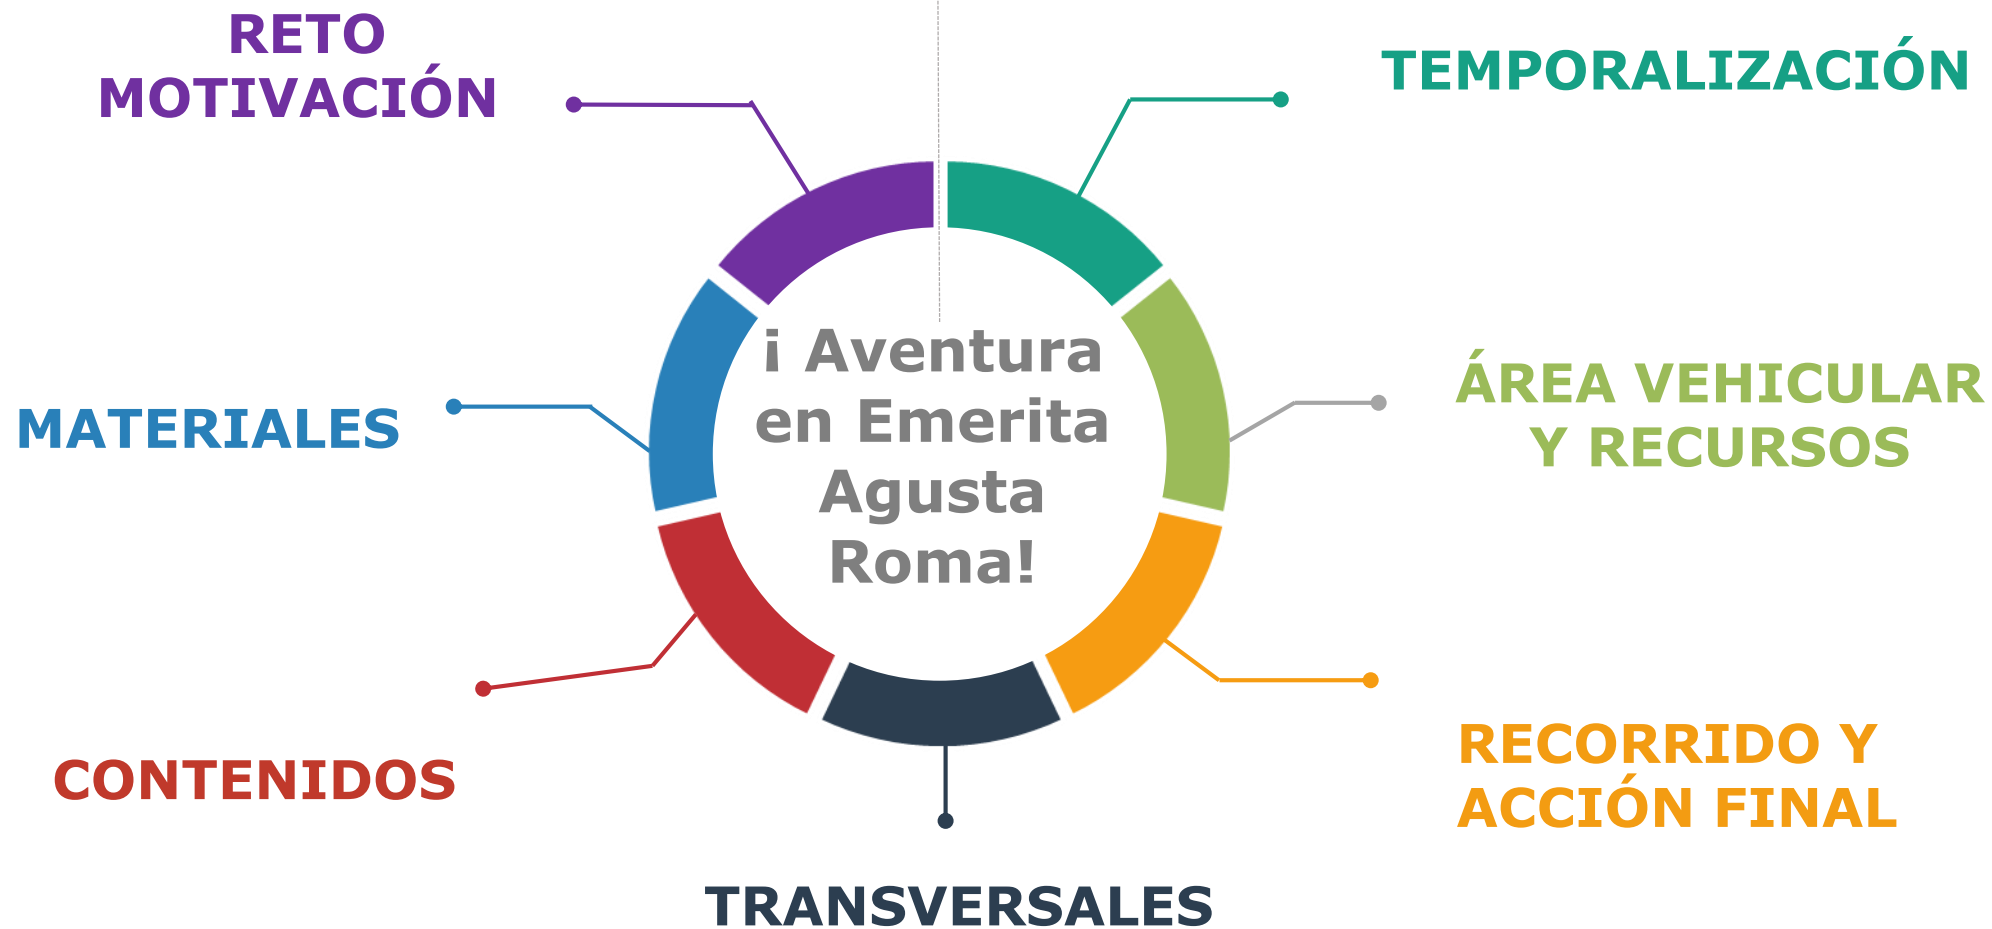 RETO
MOTIVACIÓN
TEMPORALIZACIÓN
¡ Aventura
en Emerita
Agusta
Roma!
MATERIALES
ÁREA VEHICULAR
Y RECURSOS
CONTENIDOS
RECORRIDO Y
ACCIÓN FINAL
TRANSVERSALES